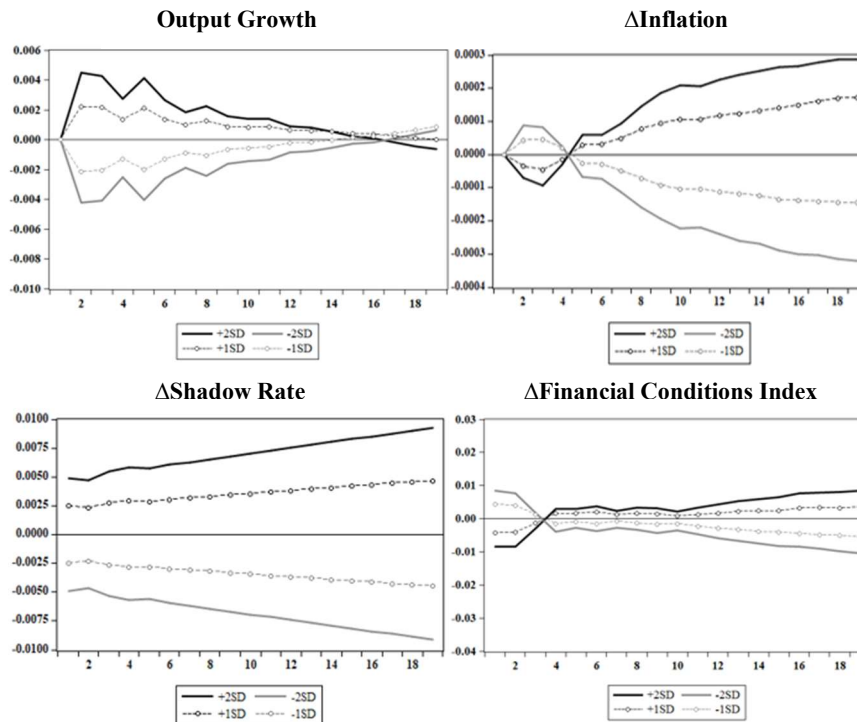 Output Growth
0.006
0.004
0.002
0.000
-0.002
-0.004
-0.006
-0.008
-0.010
2 4 6 8 10 12 14 16 18
+2SD -2SD
+1SD -1SD
ΔInflation
0.0003
0.0002
0.0001
0.0000
-0.0001
-0.0002
-0.0003
-0.0004
2 4 6 8 10 12 14 16 18
+2SD -2SD
+1SD -1SD
ΔShadow Rate
0.0100
0.0075
0.0050
0.0025
0.0000
-0.0025
-0.0050
-0.0075
-0.0100
2 4 6 8 10 12 14 16 18
+2SD -2SD
+1SD -1SD
ΔFinancial Conditions Index
0.03
0.02
0.01
0.00
-0.01
-0.02
-0.03
-0.04
2 4 6 8 10 12 14 16 18
+2SD -2SD
+1SD -1SD